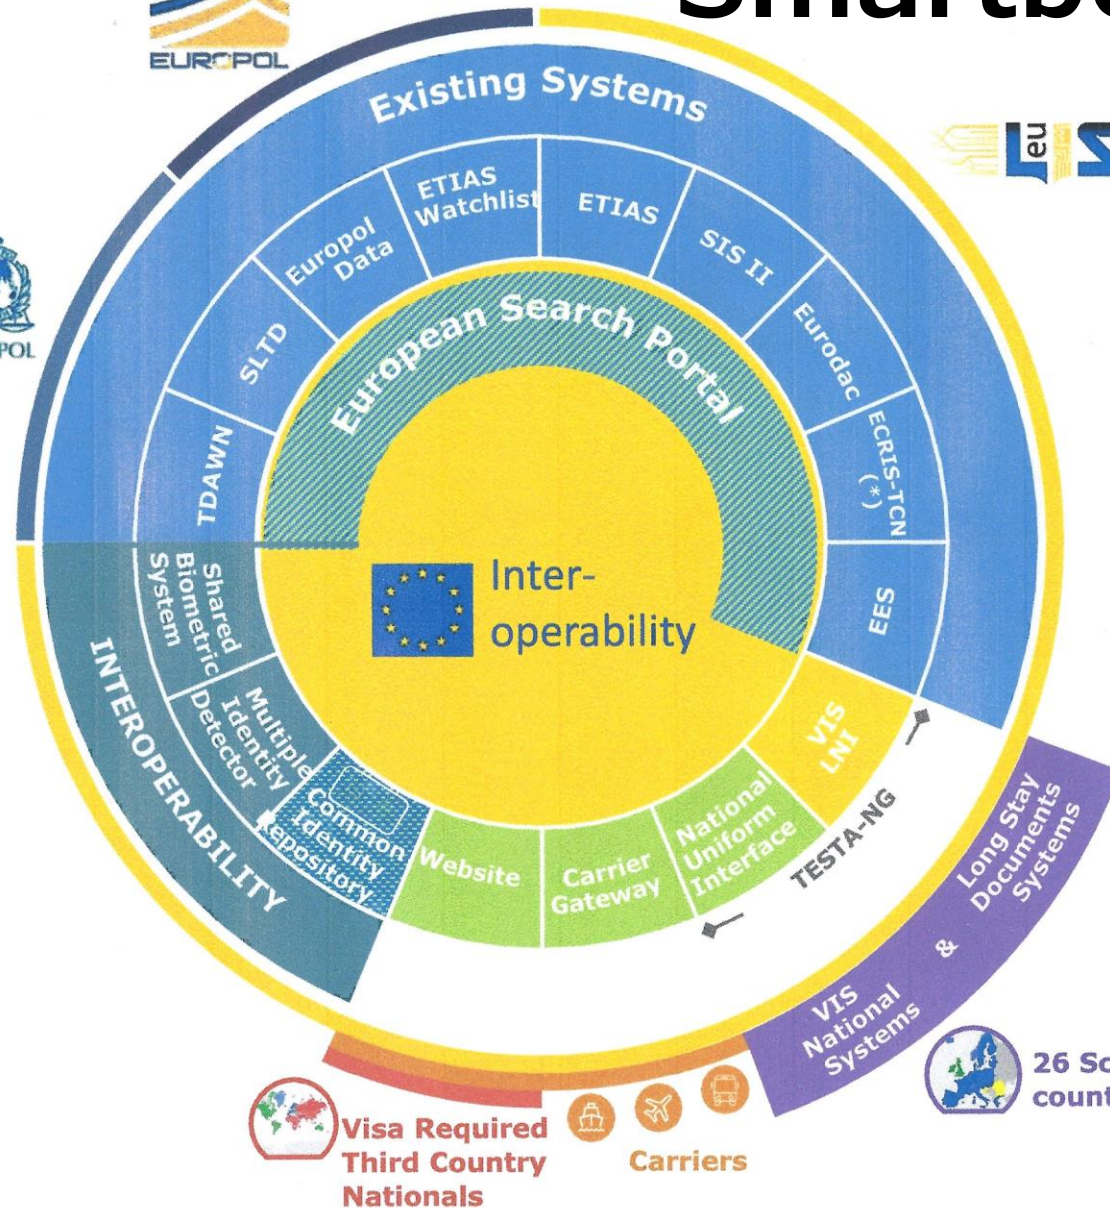 EUROPOL
Existing Systems
ETIAS
Watchlist
ETIAS
SIS II
Eurodac
ECRIS-TCN
(*)
EES
Europol
Data
SLTD
TDAWN
European Search Portal
Inter-
operability
Shared
Biometric
System
Multiple
Identity
Detector
Common
Identity
Repository
INTEROPERABILITY
Website
Carrier
Gateway
National
Uniform
Interface
VIS
LNI
TESTA-NG
Long Stay
Documents
Systems
&
VIS
National
Systems
26
Visa Required
Third Country
Nationals
Carriers
eu